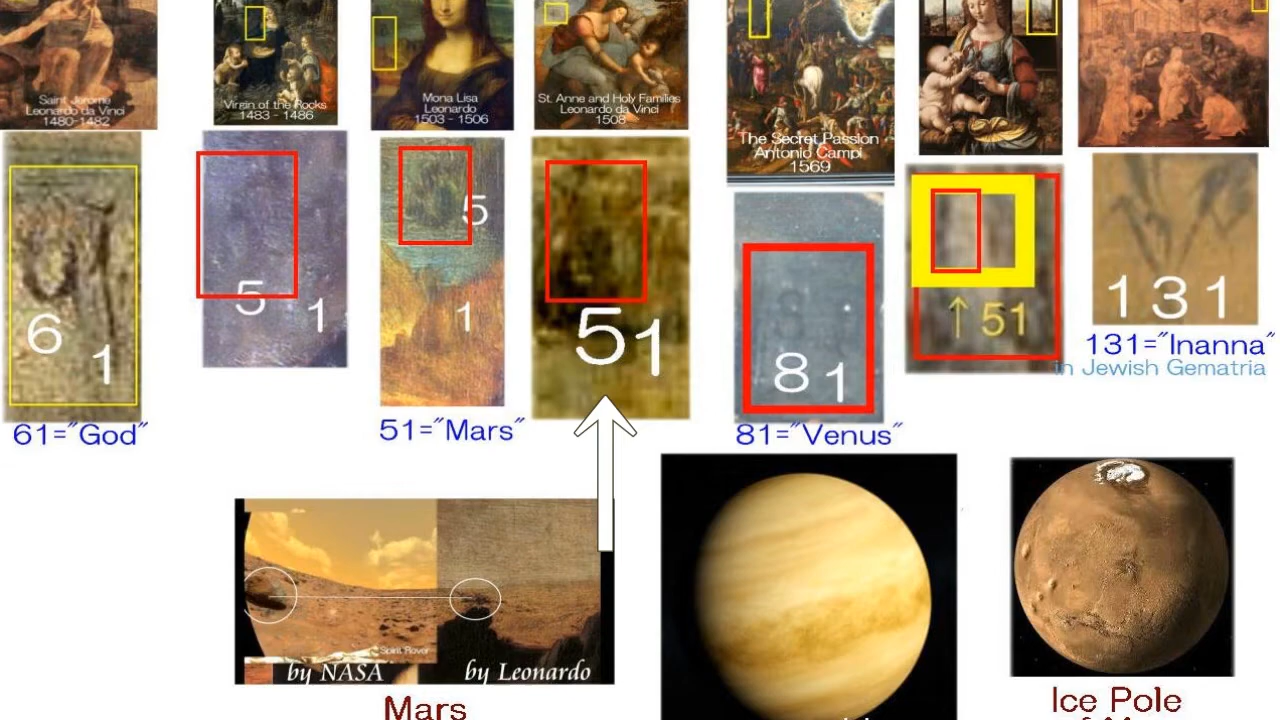 Saint Jerome
Leonardo da Vinci
1480-1482
Virgin of the Rocks
1483 - 1486
Mona Lisa
Leonardo
1503 - 1506
St. Anne and Holy Families
Leonardo da Vinci
1508
The Secret Passion
Antonio Campi
1569
6 1
5 1
5
1
51
8 1
↑ 51
131
61="God"
51="Mars"
81="Venus"
131="Inanna"
in Jewish Gematria
Spirit Rover
by NASA
by Leonardo
Mars
Ice Pole